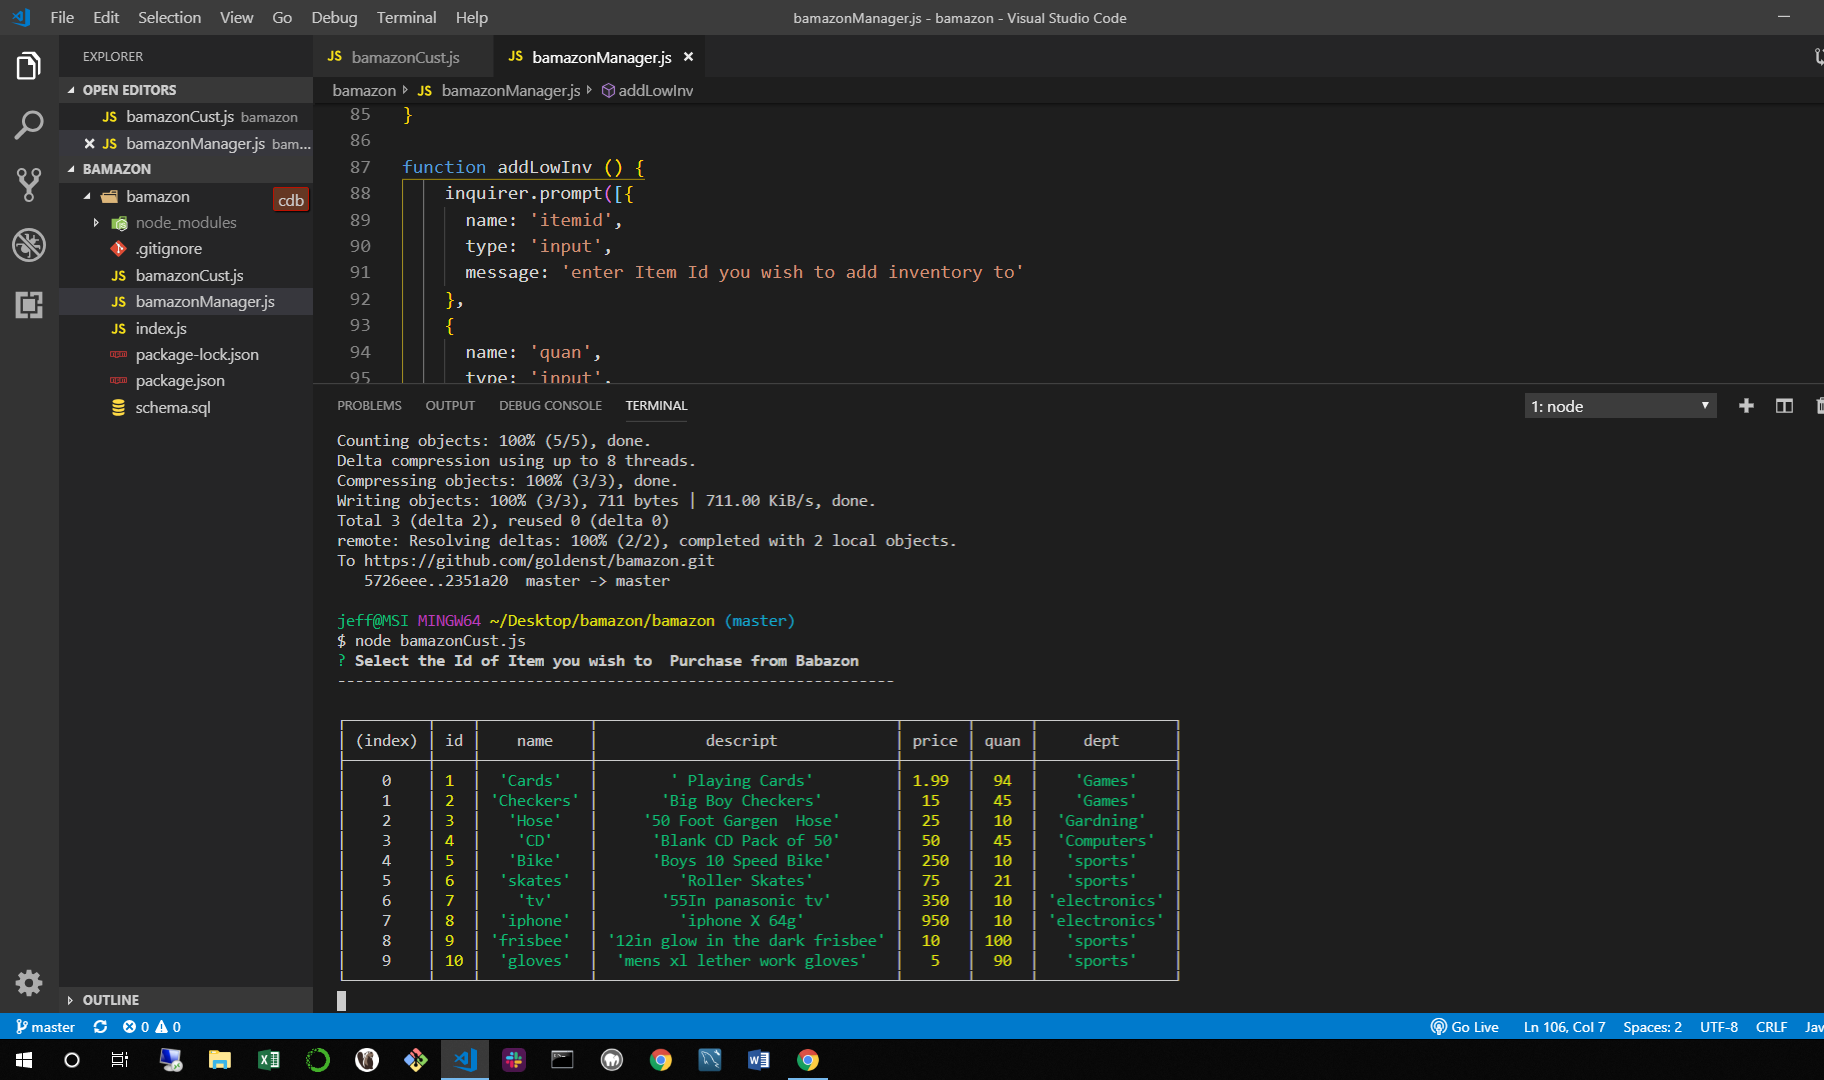 File Edit Selection View Go Debug Terminal Help
bamazonManager.js - bamazon - Visual Studio Code
EXPLORER
OPEN EDITORS
JS bamazonCust.js bamazon
JS bamazonManager.js bam...
BAMAZON
bamazon
cdb
node_modules
.gitignore
JS bamazonCust.js
JS bamazonManager.js
JS index.js
package-lock.json
package.json
schema.sql
OUTLINE
JS bamazonCust.js
JS bamazonManager.js
bamazon JS bamazonManager.js addLowInv
85 }
86
87 function addLowInv () {
88 inquirer.prompt([{
89 name: 'itemid',
90 type: 'input',
91 message: 'enter Item Id you wish to add inventory to'
92 },
93 {
94 name: 'quan',
95 type: 'input',
PROBLEMS OUTPUT DEBUG CONSOLE TERMINAL
1: node
Counting objects: 100% (5/5), done.
Delta compression using up to 8 threads.
Compressing objects: 100% (3/3), done.
Writing objects: 100% (3/3), 711 bytes | 711.00 KiB/s, done.
Total 3 (delta 2), reused 0 (delta 0)
remote: Resolving deltas: 100% (2/2), completed with 2 local objects.
To https://github.com/goldenst/bamazon.git
5726eee..2351a20 master -> master
jeff@MSI MINGW64 ~/Desktop/bamazon/bamazon (master)
$ node bamazonCust.js
? Select the Id of Item you wish to  Purchase from Babazon
--------------------------------------------------------------
(index) id name descript price quan dept
0 1 'Cards' ' Playing Cards' 1.99 94 'Games'
1 2 'Checkers' 'Big Boy Checkers' 15 45 'Games'
2 3 'Hose' '50 Foot Gargen  Hose' 25 10 'Gardning'
3 4 'CD' 'Blank CD Pack of 50' 50 45 'Computers'
4 5 'Bike' 'Boys 10 Speed Bike' 250 10 'sports'
5 6 'skates' 'Roller Skates' 75 21 'sports'
6 7 'tv' '55In panasonic tv' 350 10 'electronics'
7 8 'iphone' 'iphone X 64g' 950 10 'electronics'
8 9 'frisbee' '12in glow in the dark frisbee' 10 100 'sports'
9 10 'gloves' 'mens xl lether work gloves' 5 90 'sports'
master 0 0
Go Live Ln 106, Col 7 Spaces: 2 UTF-8 CRLF Jav